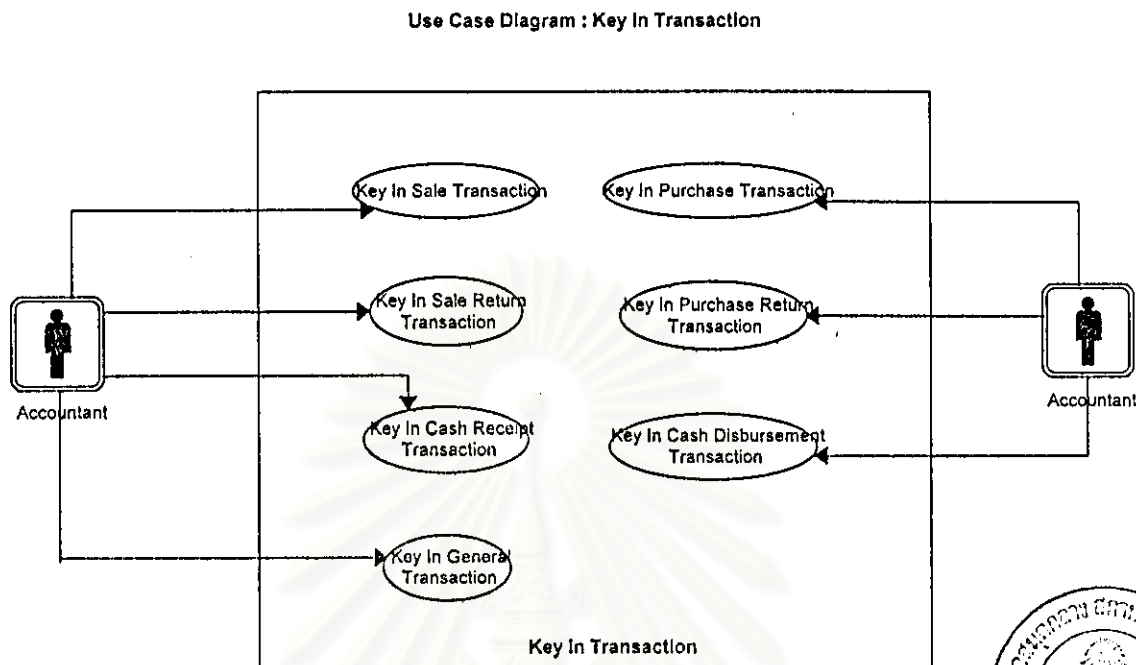 Use Case Diagram : Key In Transaction
Key In Sale Transaction
Key In Purchase Transaction
Key In Sale Return
Transaction
Key In Purchase Return
Transaction
Accountant
Accountant
Key In Cash Receipt
Transaction
Key In Cash Disbursement
Transaction
Key In General
Transaction
Key In Transaction